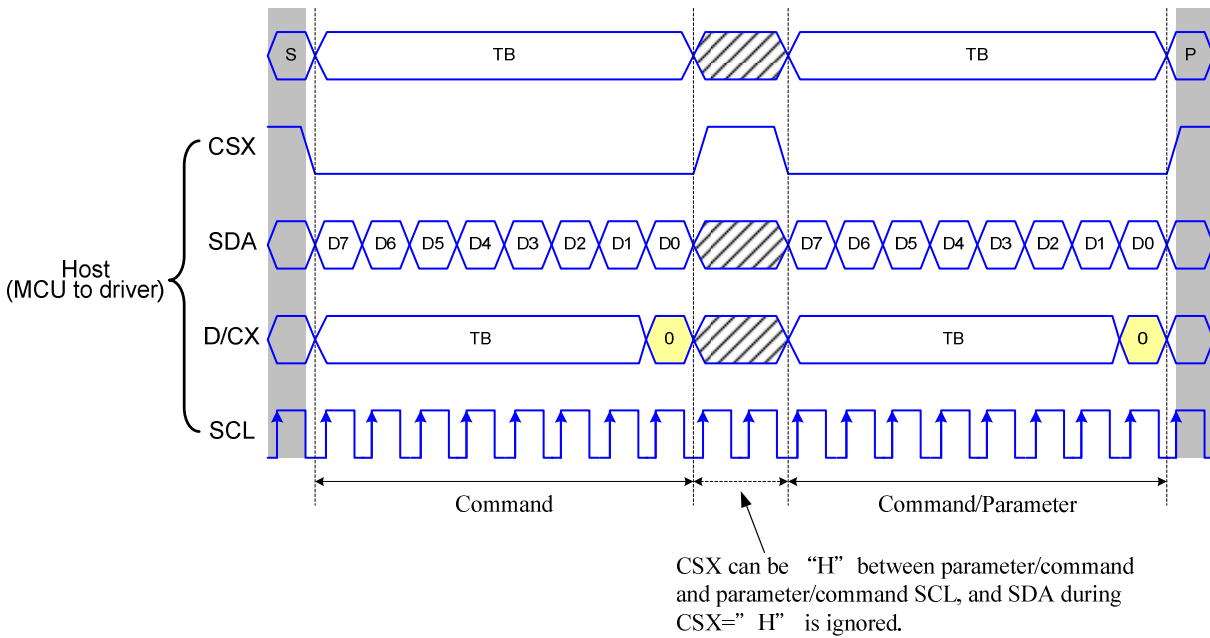 S TB TB P
CSX
SDA D7 D6 D5 D4 D3 D2 D1 D0 D7 D6 D5 D4 D3 D2 D1 D0
Host
(MCU to driver)
D/CX TB 0 TB 0
SCL
Command Command/Parameter
CSX can be “H” between parameter/command
and parameter/command SCL, and SDA during
CSX=”H” is ignored.